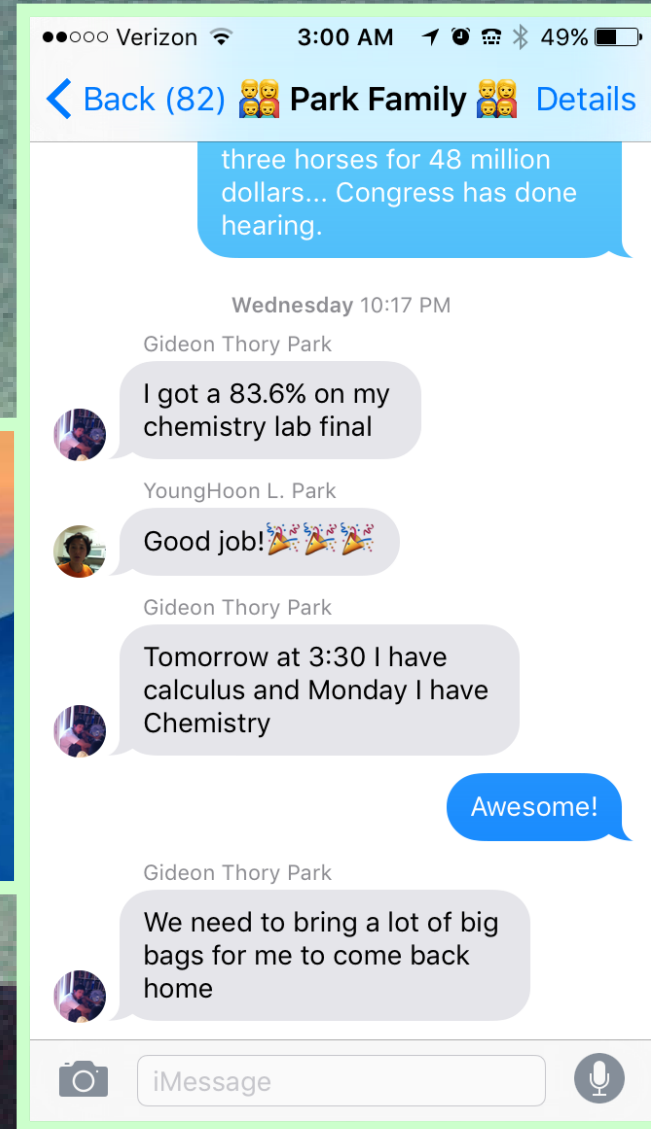 Verizon 3:00 AM 49%
Back (82) 👨‍👩‍👧‍👦 Park Family 👨‍👩‍👧‍👦 Details
three horses for 48 million
dollars... Congress has done
hearing.
Wednesday 10:17 PM
Gideon Thory Park
I got a 83.6% on my
chemistry lab final
YoungHoon L. Park
Good job!🎉🎉🎉
Gideon Thory Park
Tomorrow at 3:30 I have
calculus and Monday I have
Chemistry
Awesome!
Gideon Thory Park
We need to bring a lot of big
bags for me to come back
home
iMessage